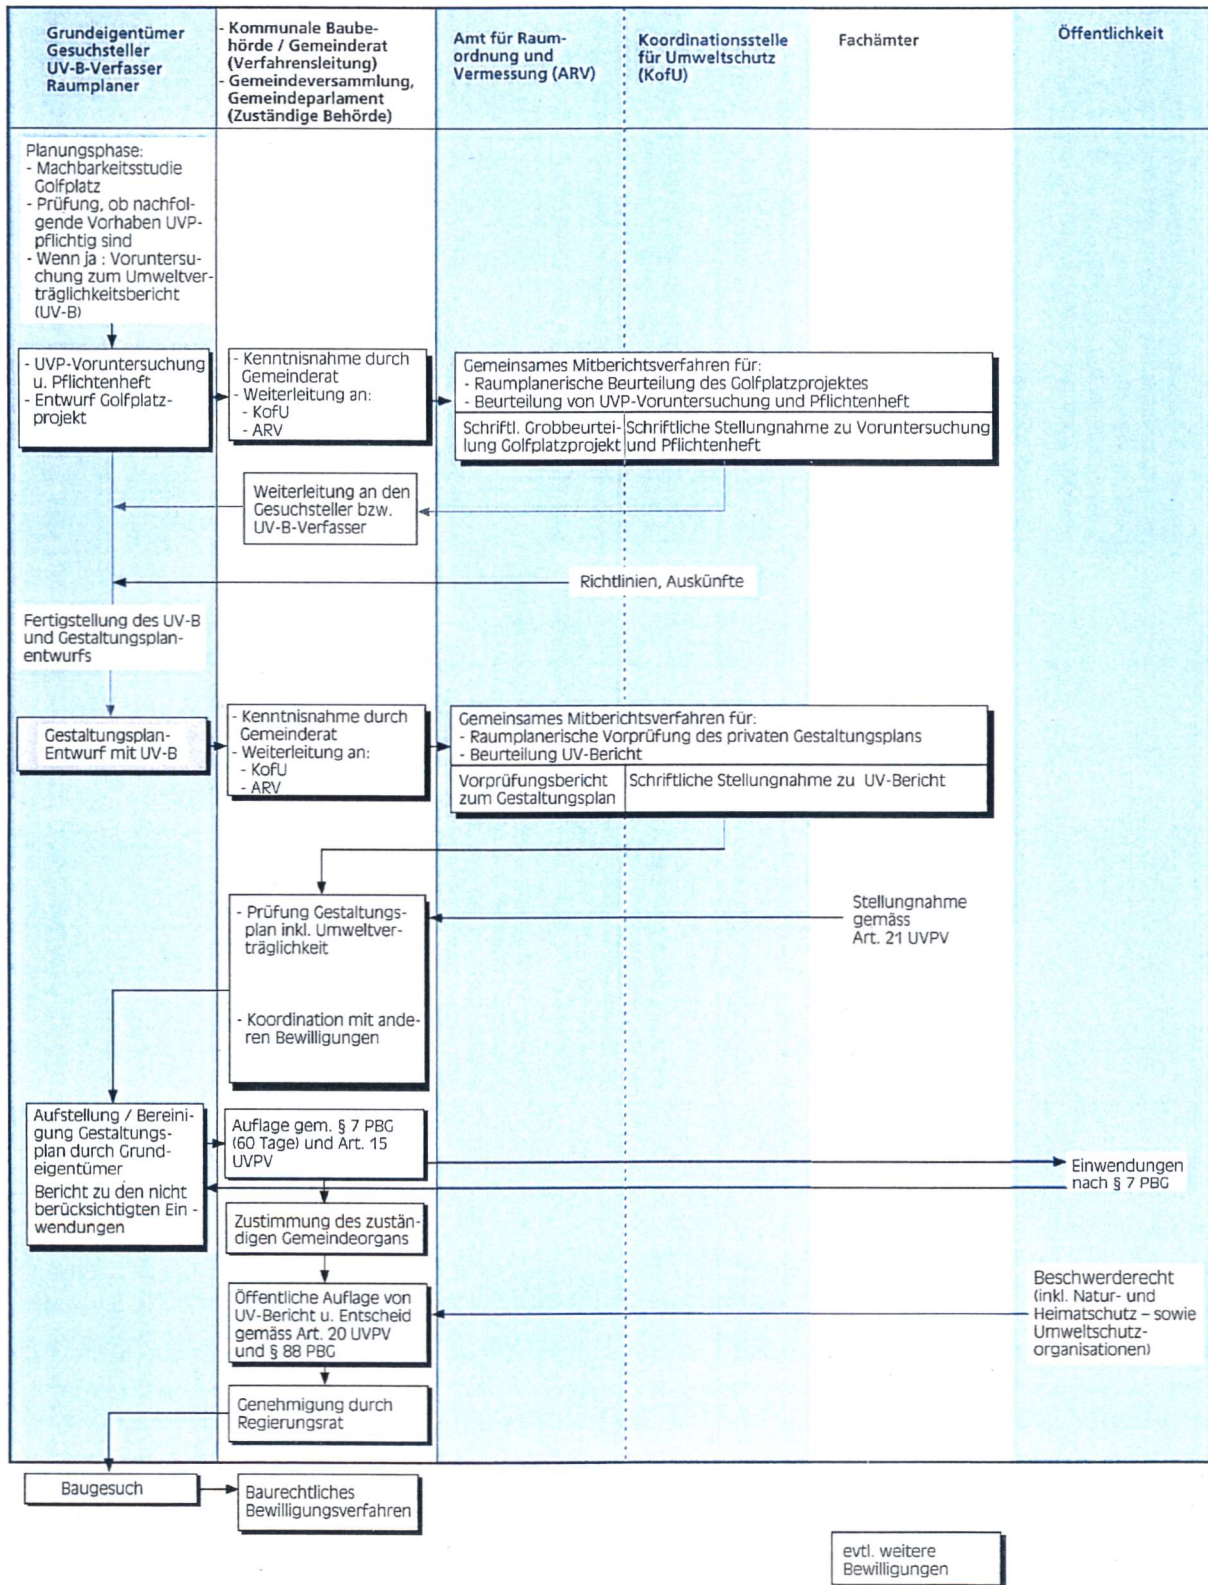 Grundeigentümer
Gesuchsteller
UV-B-Verfasser
Raumplaner
- Kommunale Baube-
hörde / Gemeinderat
(Verfahrensleitung)
- Gemeindeversammlung,
Gemeindeparlament
(Zuständige Behörde)
Amt für Raum-
ordnung und
Vermessung (ARV)
Koordinationsstelle
für Umweltschutz
(KofU)
Fachämter
Öffentlichkeit
Planungsphase:
- Machbarkeitsstudie
Golfplatz
- Prüfung, ob nachfol-
gende Vorhaben UVP-
pflichtig sind
- Wenn ja : Voruntersu-
chung zum Umweltver-
träglichkeitsbericht
(UV-B)
- UVP-Voruntersuchung
u. Pflichtenheft
- Entwurf Golfplatz-
projekt
- Kenntnisnahme durch
Gemeinderat
- Weiterleitung an:
- KofU
- ARV
Gemeinsames Mitberichtsverfahren für:
- Raumplanerische Beurteilung des Golfplatzprojektes
- Beurteilung von UVP-Voruntersuchung und Pflichtenheft
Schriftl. Grobbeurtei-
lung Golfplatzprojekt
Schriftliche Stellungnahme zu Voruntersuchung
und Pflichtenheft
Weiterleitung an den
Gesuchsteller bzw.
UV-B-Verfasser
Richtlinien, Auskünfte
Fertigstellung des UV-B
und Gestaltungsplan-
entwurfs
Gestaltungsplan-
Entwurf mit UV-B
- Kenntnisnahme durch
Gemeinderat
- Weiterleitung an:
- KofU
- ARV
Gemeinsames Mitberichtsverfahren für:
- Raumplanerische Vorprüfung des privaten Gestaltungsplans
- Beurteilung UV-Bericht
Vorprüfungsbericht
zum Gestaltungsplan
Schriftliche Stellungnahme zu UV-Bericht
- Prüfung Gestaltungs-
plan inkl. Umweltver-
träglichkeit
- Koordination mit ande-
ren Bewilligungen
Stellungnahme
gemäss
Art. 21 UVPV
Aufstellung / Bereini-
gung Gestaltungs-
plan durch Grund-
eigentümer
Bericht zu den nicht
berücksichtigten Ein -
wendungen
Auflage gem. § 7 PBG
(60 Tage) und Art. 15
UVPV
Einwendungen
nach § 7 PBG
Zustimmung des zustän-
digen Gemeindeorgans
Öffentliche Auflage von
UV-Bericht u. Entscheid
gemäss Art. 20 UVPV
und § 88 PBG
Beschwerderecht
(inkl. Natur- und
Heimatschutz – sowie
Umweltschutz-
organisationen)
Genehmigung durch
Regierungsrat
Baugesuch
Baurechtliches
Bewilligungsverfahren
evtl. weitere
Bewilligungen